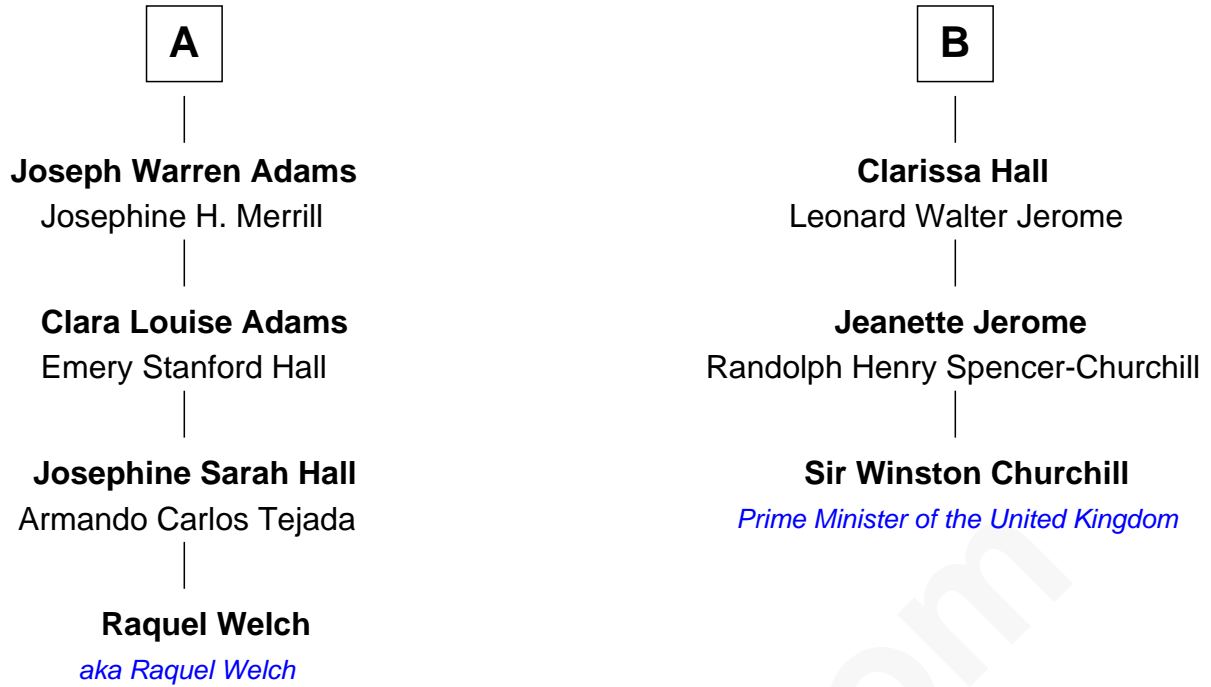 A
Joseph Warren Adams
Josephine H. Merrill
Clara Louise Adams
Emery Stanford Hall
Josephine Sarah Hall
Armando Carlos Tejada
Raquel Welch
aka Raquel Welch
B
Clarissa Hall
Leonard Walter Jerome
Jeanette Jerome
Randolph Henry Spencer-Churchill
Sir Winston Churchill
Prime Minister of the United Kingdom